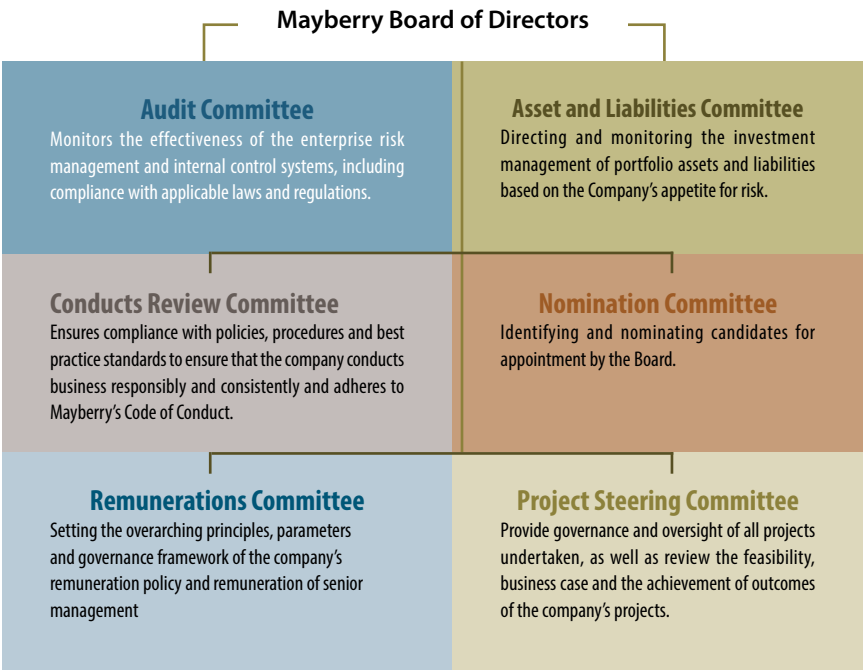 Mayberry Board of Directors
Audit Committee
Monitors the effectiveness of the enterprise risk
management and internal control systems, including
compliance with applicable laws and regulations.
Asset and Liabilities Committee
Directing and monitoring the investment
management of portfolio assets and liabilities
based on the Company’s appetite for risk.
Conducts Review Committee
Ensures compliance with policies, procedures and best
practice standards to ensure that the company conducts
business responsibly and consistently and adheres to
Mayberry’s Code of Conduct.
Nomination Committee
Identifying and nominating candidates for
appointment by the Board.
Remunerations Committee
Setting the overarching principles, parameters
and governance framework of the company’s
remuneration policy and remuneration of senior
management
Project Steering Committee
Provide governance and oversight of all projects
undertaken, as well as review the feasibility,
business case and the achievement of outcomes
of the company’s projects.